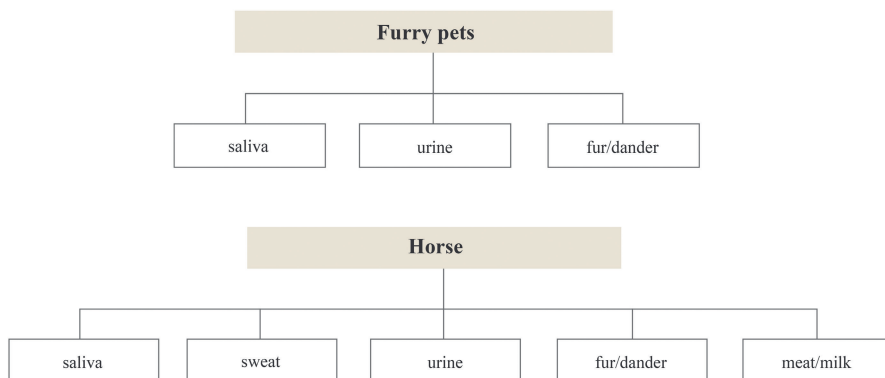 Furry pets
saliva urine fur/dander
Horse
saliva sweat urine fur/dander meat/milk